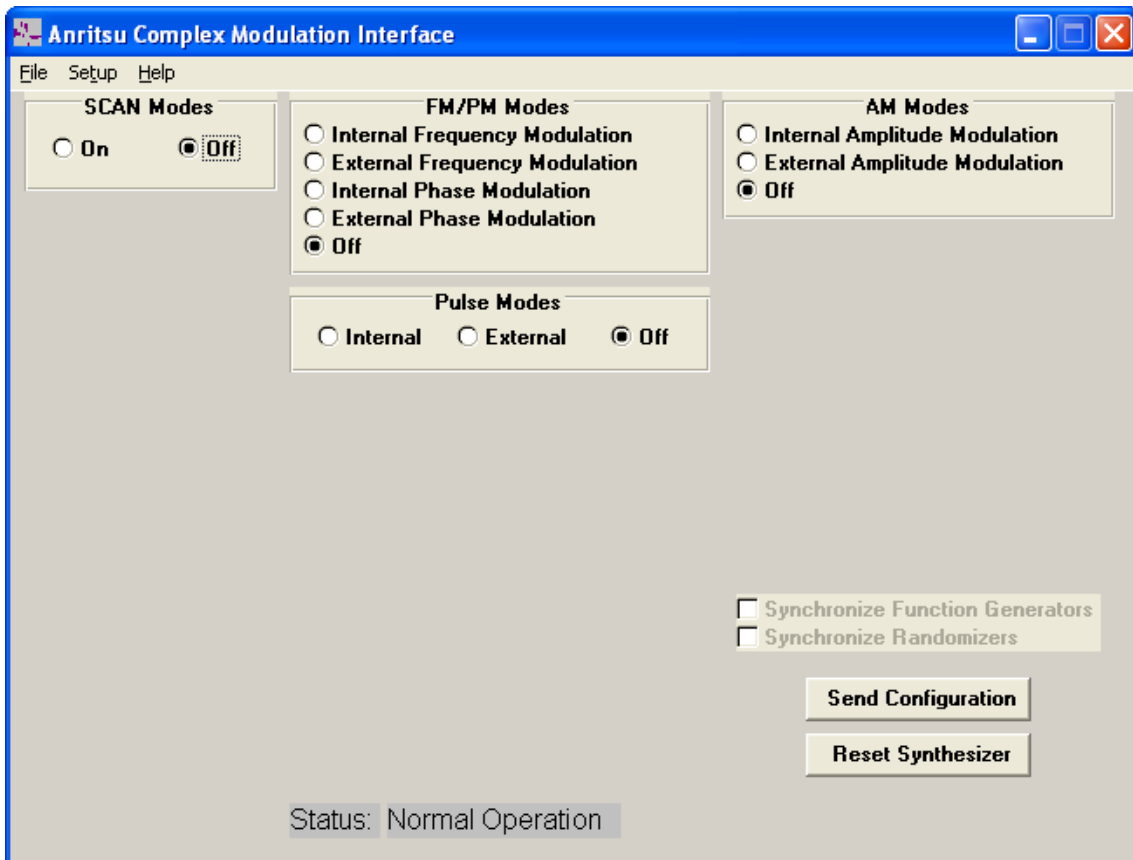 Anritsu Complex Modulation Interface
File Setup Help
SCAN Modes
On Off
FM/PM Modes
Internal Frequency Modulation
External Frequency Modulation
Internal Phase Modulation
External Phase Modulation
Off
AM Modes
Internal Amplitude Modulation
External Amplitude Modulation
Off
Pulse Modes
Internal External Off
Synchronize Function Generators
Synchronize Randomizers
Send Configuration
Reset Synthesizer
Status: Normal Operation